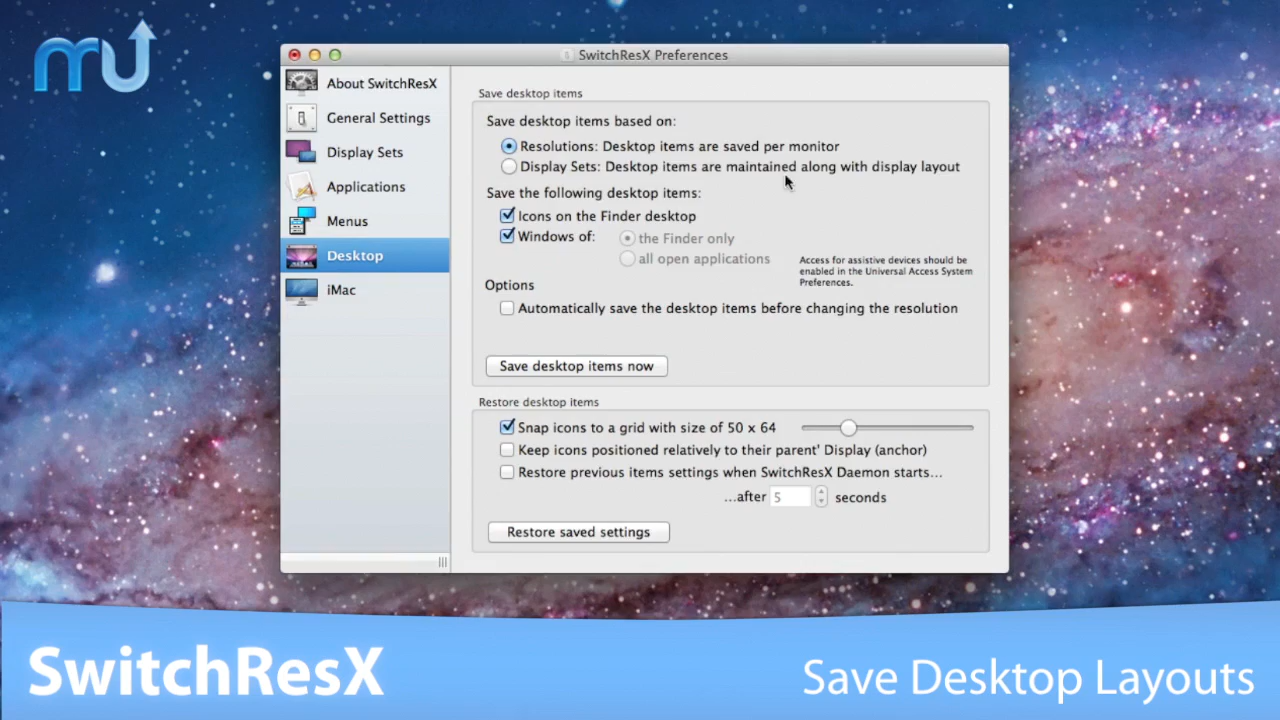 mu
SwitchResX Preferences
About SwitchResX
General Settings
Display Sets
Applications
Menus
Desktop
iMac
Save desktop items
Save desktop items based on:
Resolutions: Desktop items are saved per monitor
Display Sets: Desktop items are maintained along with display layout
Save the following desktop items:
Icons on the Finder desktop
Windows of:
the Finder only
all open applications
Access for assistive devices should be
enabled in the Universal Access System
Preferences.
Options
Automatically save the desktop items before changing the resolution
Save desktop items now
Restore desktop items
Snap icons to a grid with size of 50 x 64
Keep icons positioned relatively to their parent' Display (anchor)
Restore previous items settings when SwitchResX Daemon starts...
...after 5 seconds
Restore saved settings
SwitchResX
Save Desktop Layouts